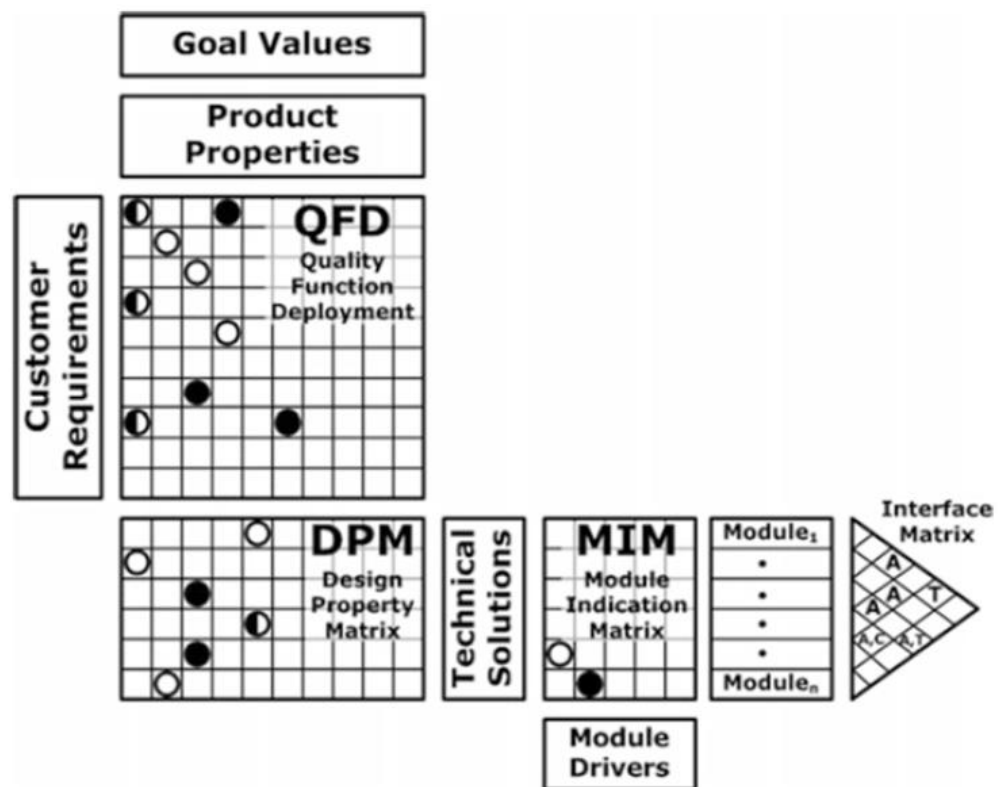 Goal Values
Product
Properties
Customer
Requirements
QFD
Quality
Function
Deployment
DPM
Design
Property
Matrix
Technical
Solutions
MIM
Module
Indication
Matrix
Module₁
•
•
•
•
Moduleₙ
Interface
Matrix
A
A
T
A
A,C
A,T
Module
Drivers